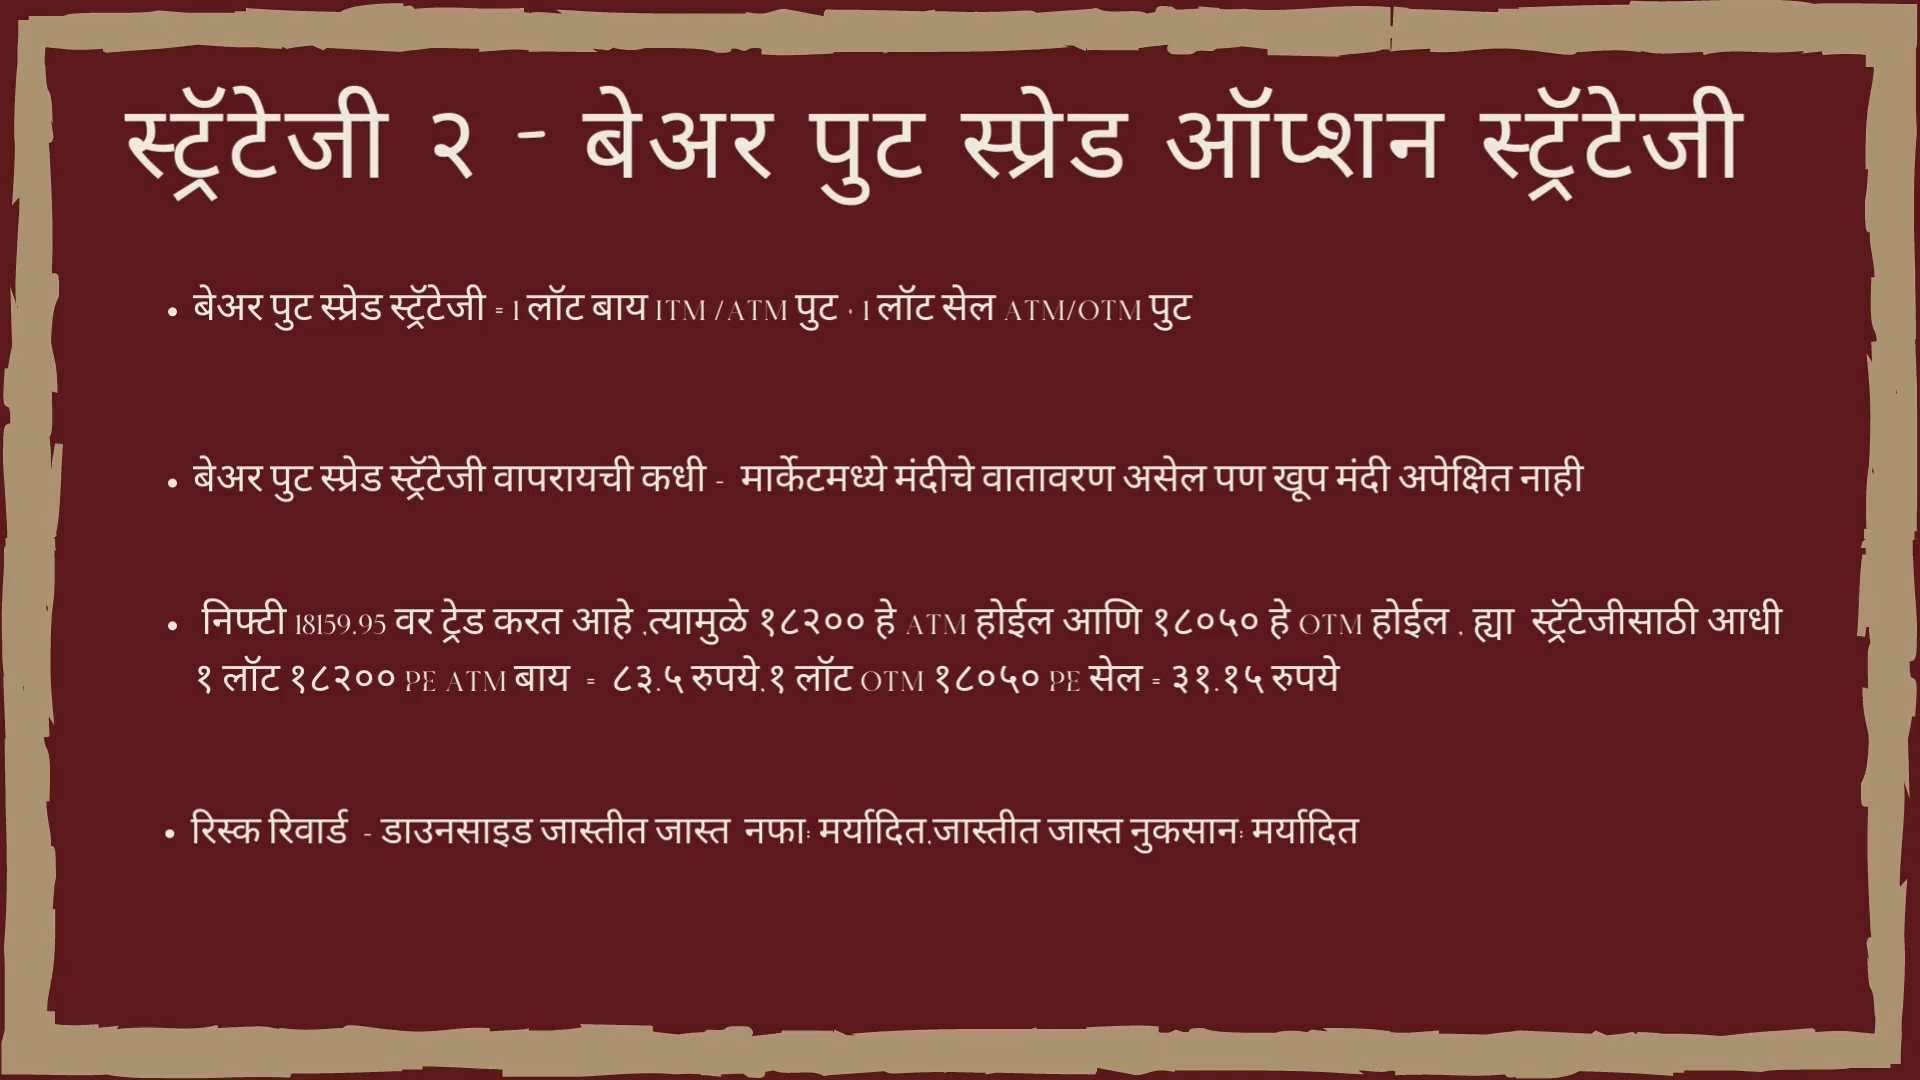 स्ट्रॅटेजी २ - बेअर पुट स्प्रेड ऑप्शन स्ट्रॅटेजी
• बेअर पुट स्प्रेड स्ट्रॅटेजी = 1 लॉट बाय ITM /ATM पुट + 1 लॉट सेल ATM/OTM पुट
• बेअर पुट स्प्रेड स्ट्रॅटेजी वापरायची कधी - मार्केटमध्ये मंदीचे वातावरण असेल पण खूप मंदी अपेक्षित नाही
• निफ्टी 18159.95 वर ट्रेड करत आहे ,त्यामुळे १८२०० हे ATM होईल आणि १८०५० हे OTM होईल . ह्या स्ट्रॅटेजीसाठी आधी
१ लॉट १८२०० PE ATM बाय = ८३.५ रुपये,१ लॉट OTM १८०५० PE सेल = ३१.१५ रुपये
• रिस्क रिवार्ड - डाउनसाइड जास्तीत जास्त नफा: मर्यादित,जास्तीत जास्त नुकसान: मर्यादित